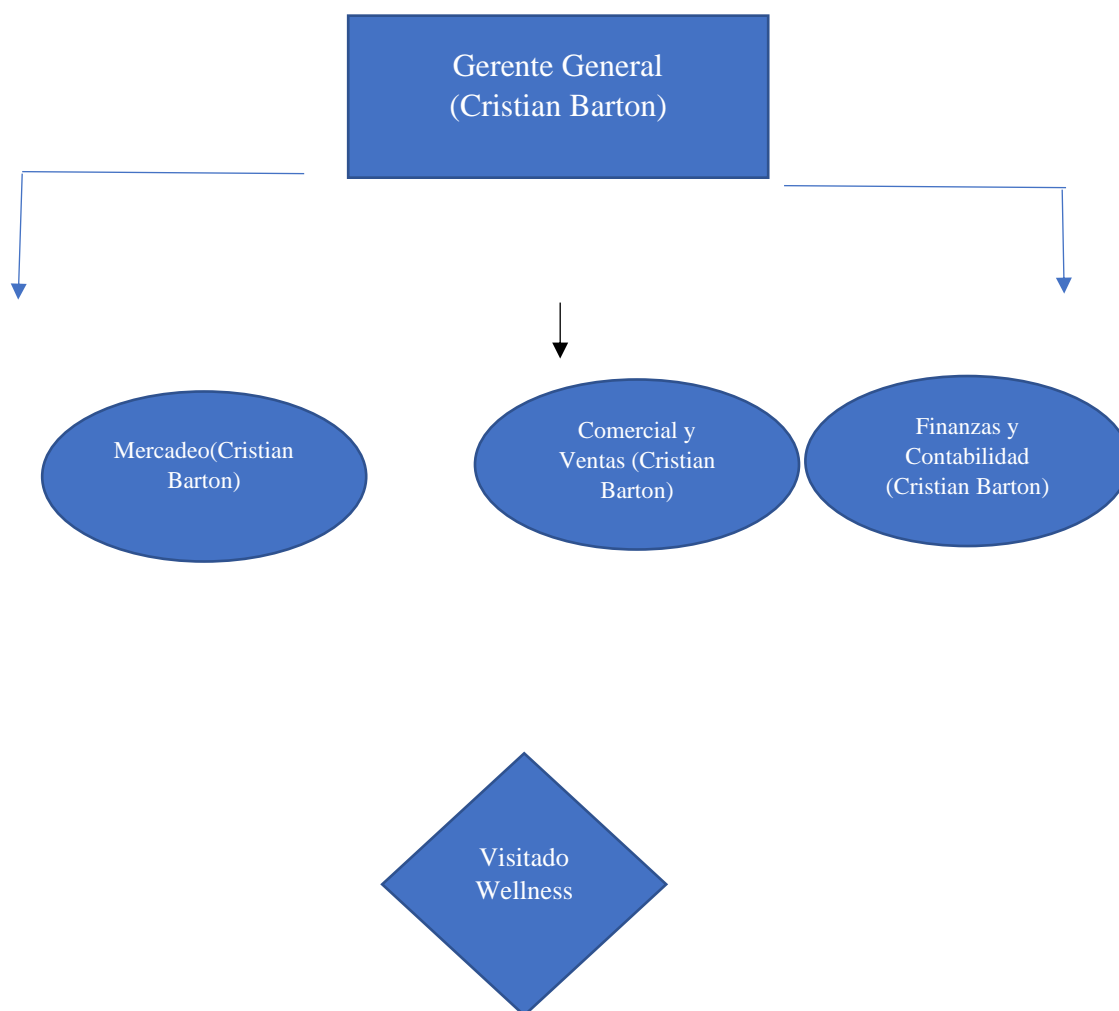 Gerente General
(Cristian Barton)
Mercadeo(Cristian
Barton)
Comercial y
Ventas (Cristian
Barton)
Finanzas y
Contabilidad
(Cristian Barton)
Visitado
Wellness